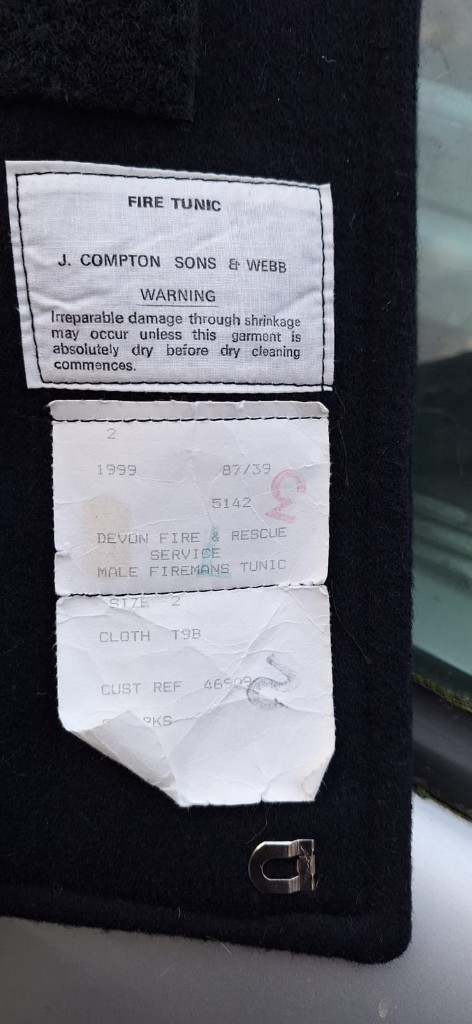 FIRE TUNIC
J. COMPTON SONS & WEBB
WARNING
Irreparable damage through shrinkage
may occur unless this garment is
absolutely dry before dry cleaning
commences.
2
1999 87/39
5142
DEVON FIRE & RESCUE
SERVICE
MALE FIREMANS TUNIC
SIZE 2
CLOTH T9B
CUST REF